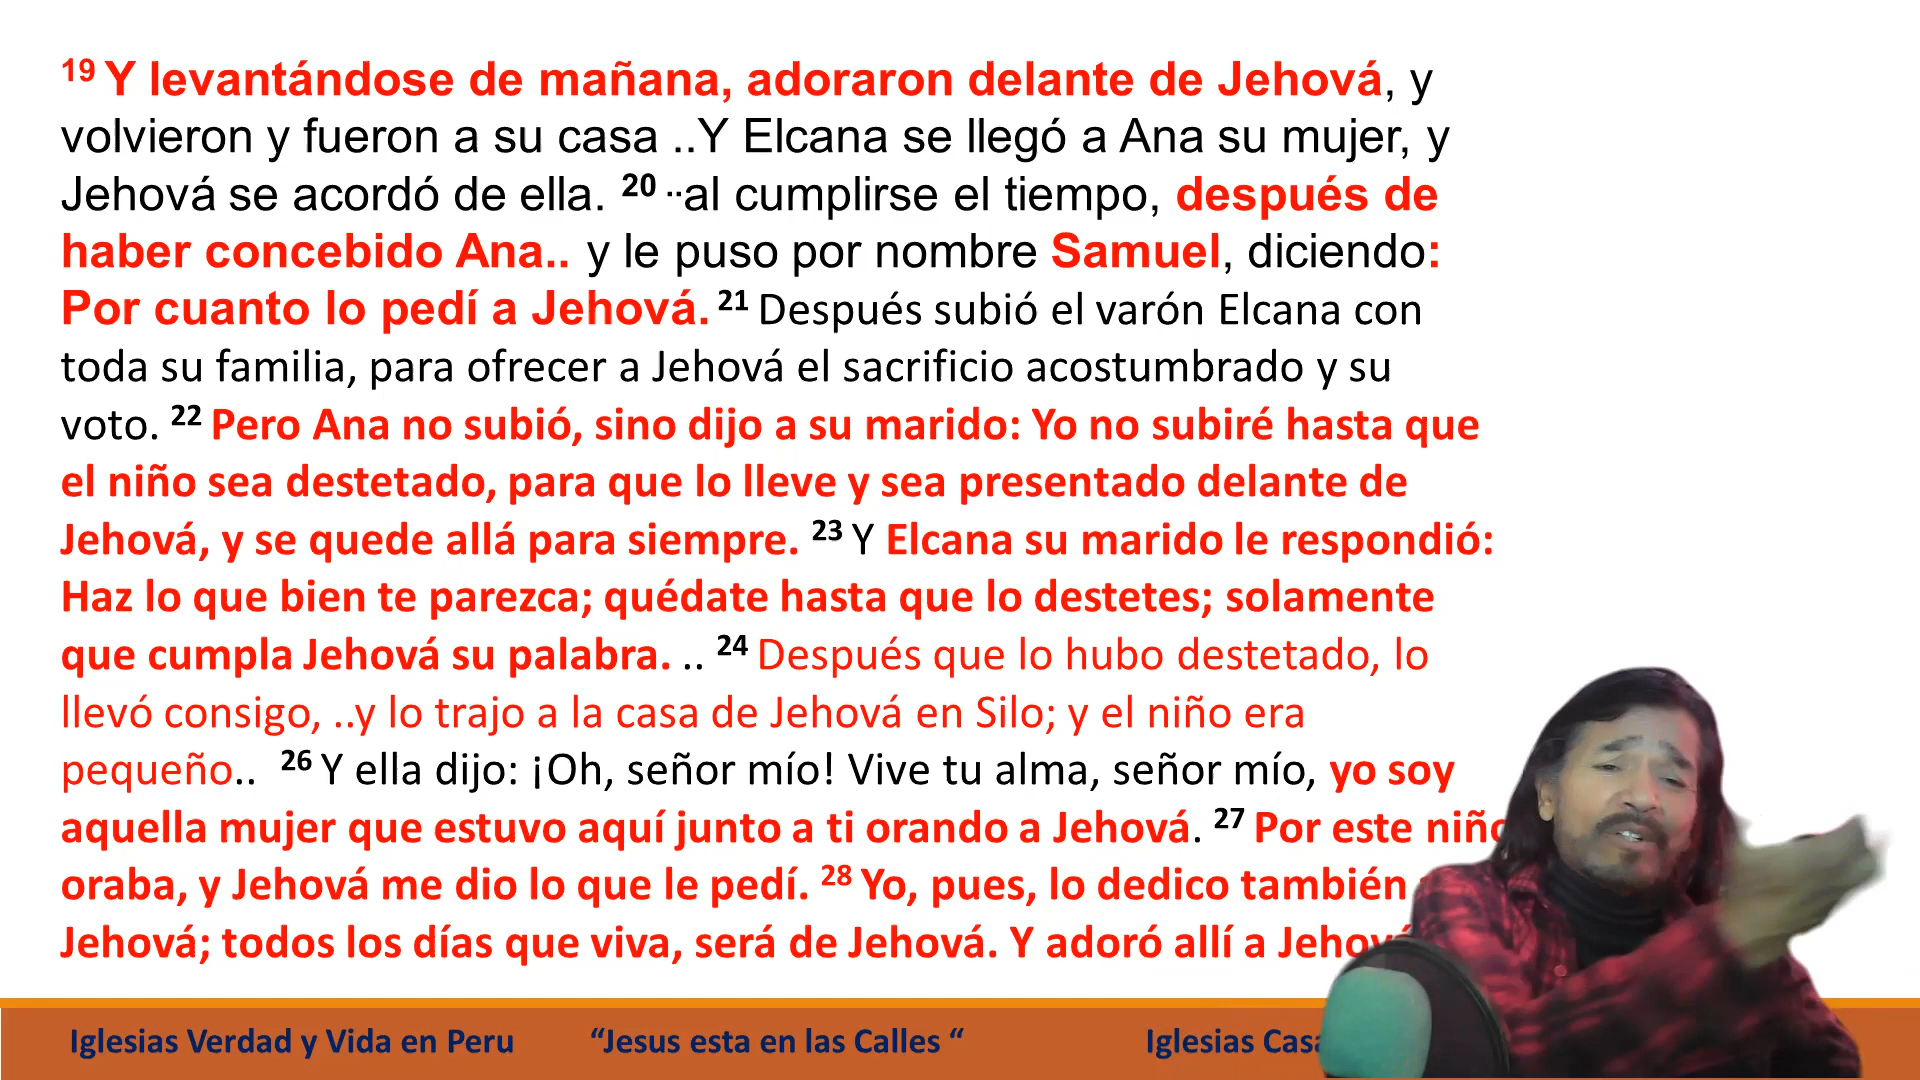 19 Y levantándose de mañana, adoraron delante de Jehová, y
volvieron y fueron a su casa ..Y Elcana se llegó a Ana su mujer, y
Jehová se acordó de ella. 20 ..al cumplirse el tiempo, después de
haber concebido Ana.. y le puso por nombre Samuel, diciendo:
Por cuanto lo pedí a Jehová. 21 Después subió el varón Elcana con
toda su familia, para ofrecer a Jehová el sacrificio acostumbrado y su
voto. 22 Pero Ana no subió, sino dijo a su marido: Yo no subiré hasta que
el niño sea destetado, para que lo lleve y sea presentado delante de
Jehová, y se quede allá para siempre. 23 Y Elcana su marido le respondió:
Haz lo que bien te parezca; quédate hasta que lo destetes; solamente
que cumpla Jehová su palabra. .. 24 Después que lo hubo destetado, lo
llevó consigo, ..y lo trajo a la casa de Jehová en Silo; y el niño era
pequeño.. 26 Y ella dijo: ¡Oh, señor mío! Vive tu alma, señor mío, yo soy
aquella mujer que estuvo aquí junto a ti orando a Jehová. 27 Por este niño
oraba, y Jehová me dio lo que le pedí. 28 Yo, pues, lo dedico también
Jehová; todos los días que viva, será de Jehová. Y adoró allí a Jehová
Iglesias Verdad y Vida en Peru “Jesus esta en las Calles “ Iglesias Casa